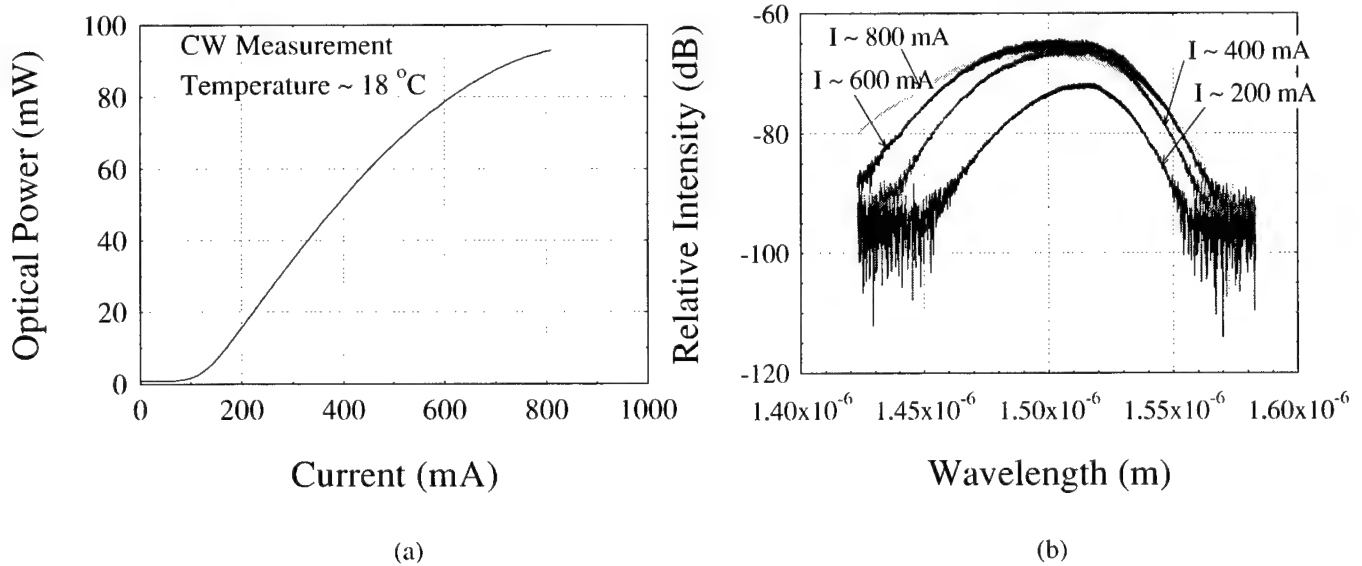 CW Measurement
Temperature ~ 18 °C
Optical Power (mW)
100
80
60
40
20
0
0 200 400 600 800 1000
Current (mA)
(a)
Relative Intensity (dB)
-60
-80
-100
-120
I ~ 800 mA
I ~ 600 mA
I ~ 400 mA
I ~ 200 mA
1.40x10⁻⁶ 1.45x10⁻⁶ 1.50x10⁻⁶ 1.55x10⁻⁶ 1.60x10⁻⁶
Wavelength (m)
(b)